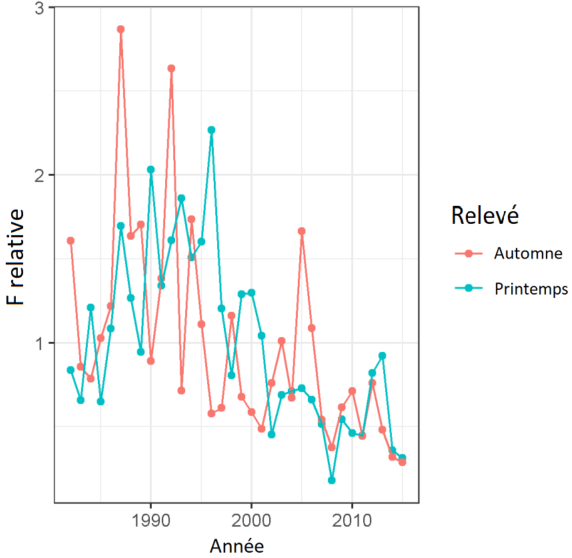 3
2
1
F relative
1990
2000
2010
Année
Relevé
Automne
Printemps